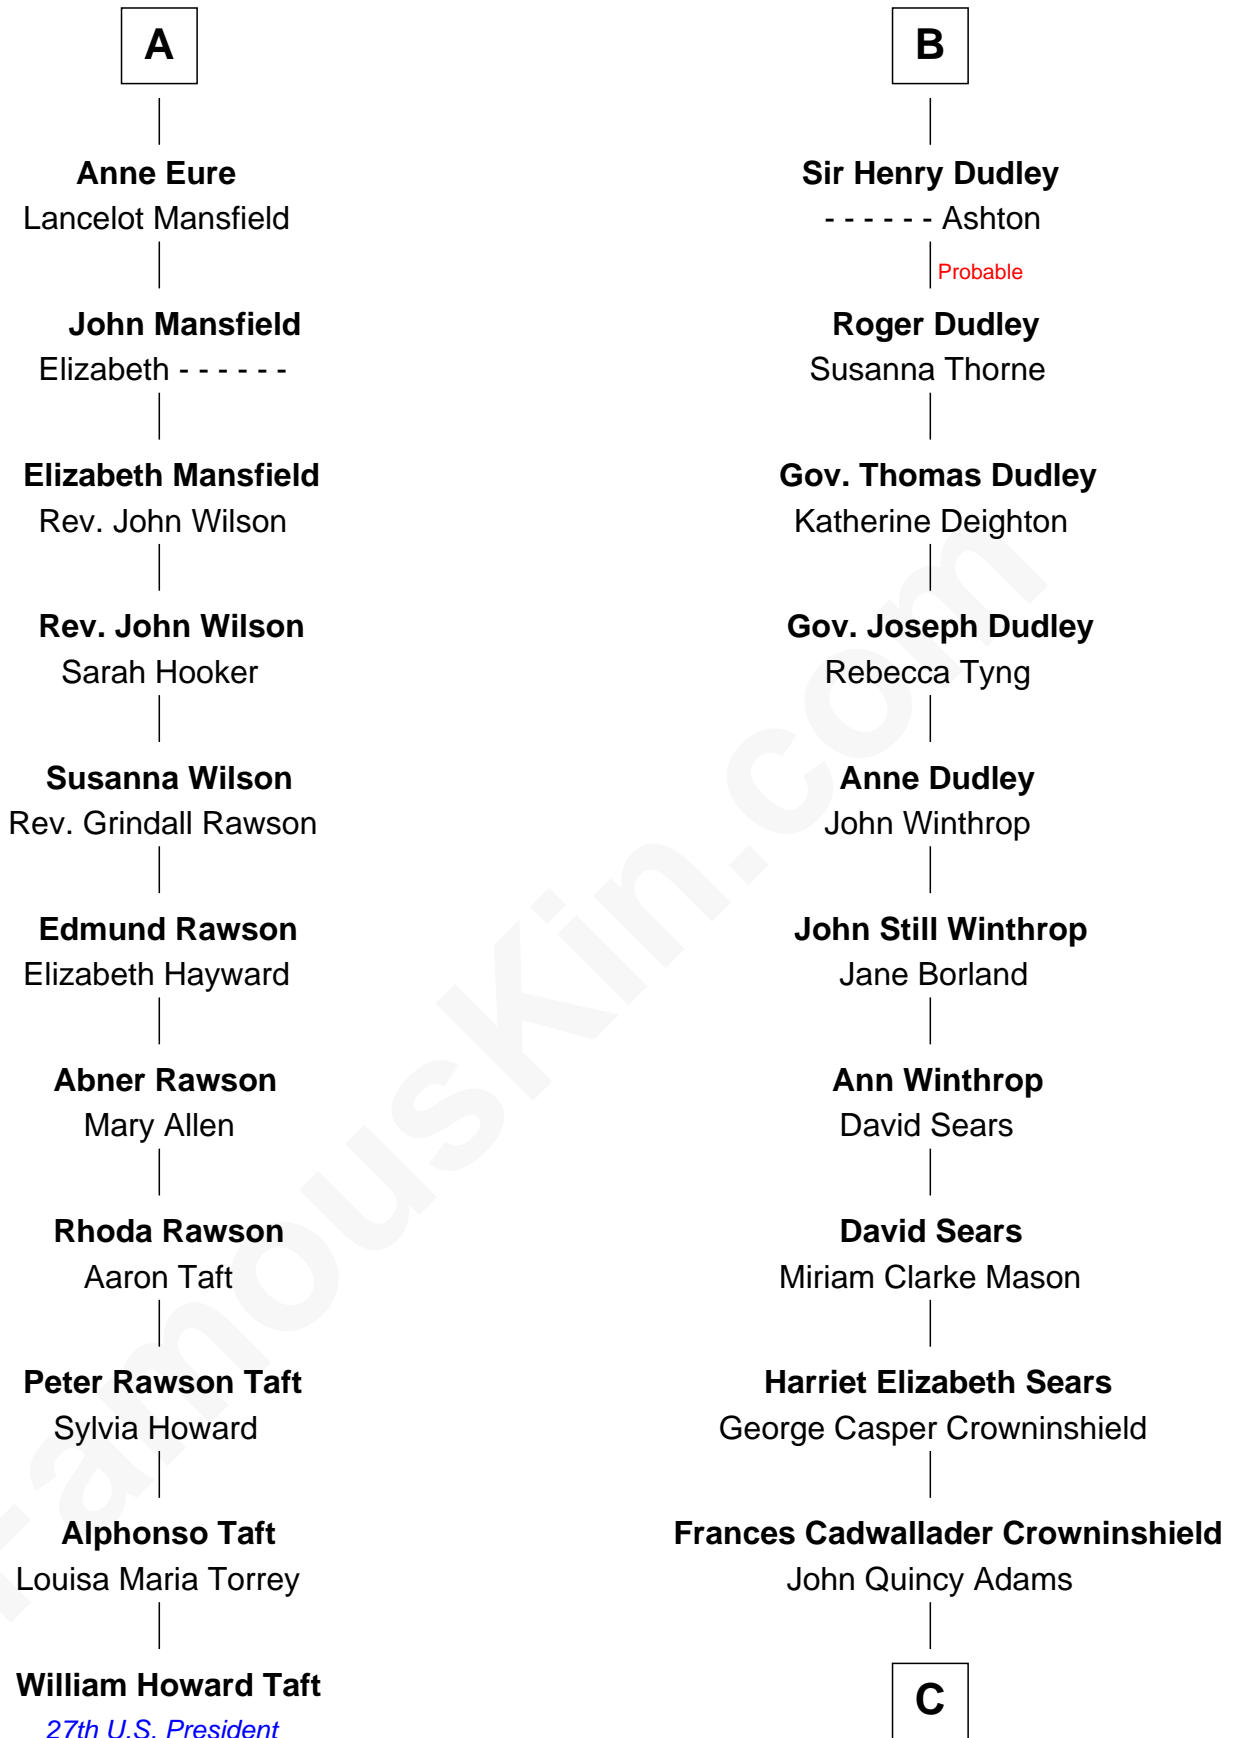 A
Anne Eure
Lancelot Mansfield
John Mansfield
Elizabeth - - - - - -
Elizabeth Mansfield
Rev. John Wilson
Rev. John Wilson
Sarah Hooker
Susanna Wilson
Rev. Grindall Rawson
Edmund Rawson
Elizabeth Hayward
Abner Rawson
Mary Allen
Rhoda Rawson
Aaron Taft
Peter Rawson Taft
Sylvia Howard
Alphonso Taft
Louisa Maria Torrey
William Howard Taft
27th U.S. President
B
Sir Henry Dudley
- - - - - - Ashton
Probable
Roger Dudley
Susanna Thorne
Gov. Thomas Dudley
Katherine Deighton
Gov. Joseph Dudley
Rebecca Tyng
Anne Dudley
John Winthrop
John Still Winthrop
Jane Borland
Ann Winthrop
David Sears
David Sears
Miriam Clarke Mason
Harriet Elizabeth Sears
George Casper Crowninshield
Frances Cadwallader Crowninshield
John Quincy Adams
C
FamousKin.com